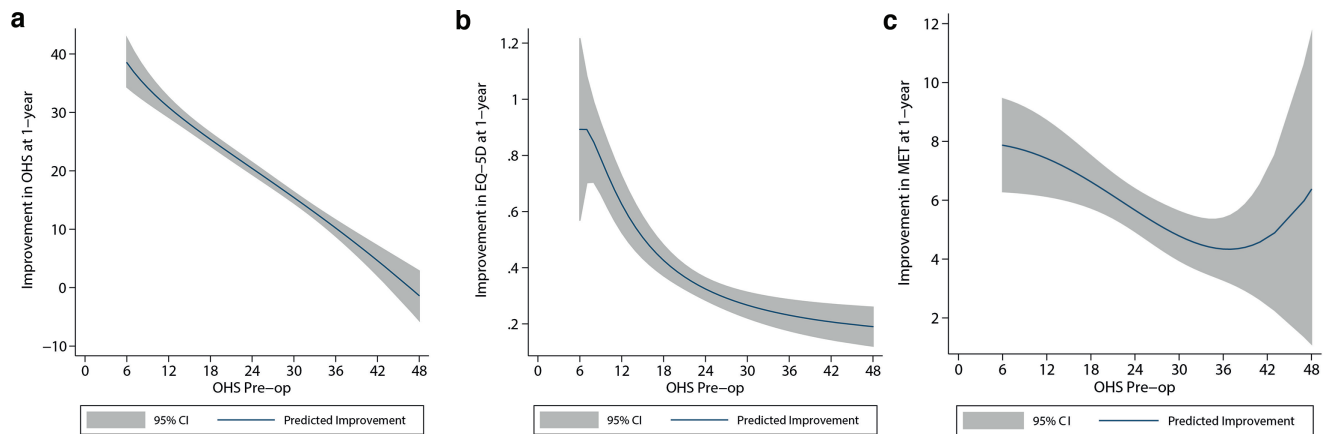 a
Improvement in OHS at 1−year
40
30
20
10
0
−10
0 6 12 18 24 30 36 42 48
OHS Pre−op
95% CI Predicted Improvement
b
Improvement in EQ−5D at 1−year
1.2
1
.8
.6
.4
.2
0 6 12 18 24 30 36 42 48
OHS Pre−op
95% CI Predicted Improvement
c
Improvement in MET at 1−year
12
10
8
6
4
2
0 6 12 18 24 30 36 42 48
OHS Pre−op
95% CI Predicted Improvement